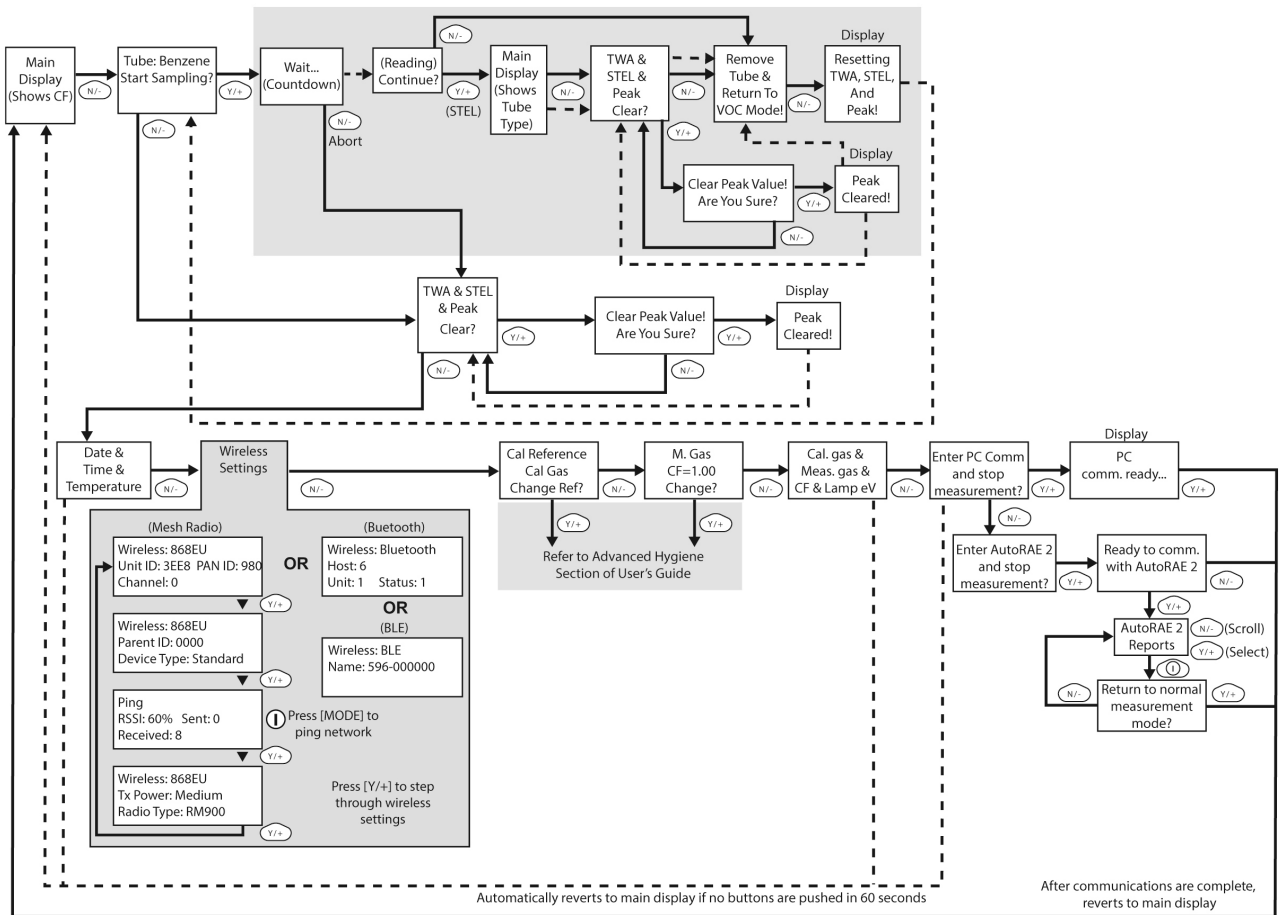 Main
Display
(Shows CF)
N/-
Tube: Benzene
Start Sampling?
Y/+
N/-
Wait...
(Countdown)
N/-
Abort
(Reading)
Continue?
N/-
Y/+
(STEL)
Main
Display
(Shows
Tube
Type)
N/-
TWA &
STEL &
Peak
Clear?
N/-
Y/+
Remove
Tube &
Return To
VOC Mode!
N/-
Display
Resetting
TWA, STEL,
And
Peak!
Clear Peak Value!
Are You Sure?
Y/+
N/-
Display
Peak
Cleared!
TWA & STEL
& Peak
Clear?
Y/+
N/-
Clear Peak Value!
Are You Sure?
Y/+
N/-
Display
Peak
Cleared!
Date &
Time &
Temperature
N/-
Wireless
Settings
N/-
(Mesh Radio)
Wireless: 868EU
Unit ID: 3EE8 PAN ID: 980
Channel: 0
Y/+
Wireless: 868EU
Parent ID: 0000
Device Type: Standard
Y/+
Ping
RSSI: 60% Sent: 0
Received: 8
Y/+
Wireless: 868EU
Tx Power: Medium
Radio Type: RM900
Y/+
OR
(Buetooth)
Wireless: Bluetooth
Host: 6
Unit: 1 Status: 1
OR
(BLE)
Wireless: BLE
Name: 596-000000
Press [MODE] to
ping network
Press [Y/+] to step
through wireless
settings
Cal Reference
Cal Gas
Change Ref?
N/-
Y/+
M. Gas
CF=1.00
Change?
N/-
Y/+
Refer to Advanced Hygiene
Section of User's Guide
Cal. gas &
Meas. gas &
CF & Lamp eV
N/-
Enter PC Comm
and stop
measurement?
Y/+
N/-
Display
PC
comm. ready...
Y/+
Enter AutoRAE 2
and stop
measurement?
Y/+
Ready to comm.
with AutoRAE 2
N/-
Y/+
AutoRAE 2
Reports
N/- (Scroll)
Y/+ (Select)
Return to normal
measurement
mode?
N/-
Y/+
Automatically reverts to main display if no buttons are pushed in 60 seconds
After communications are complete,
reverts to main display